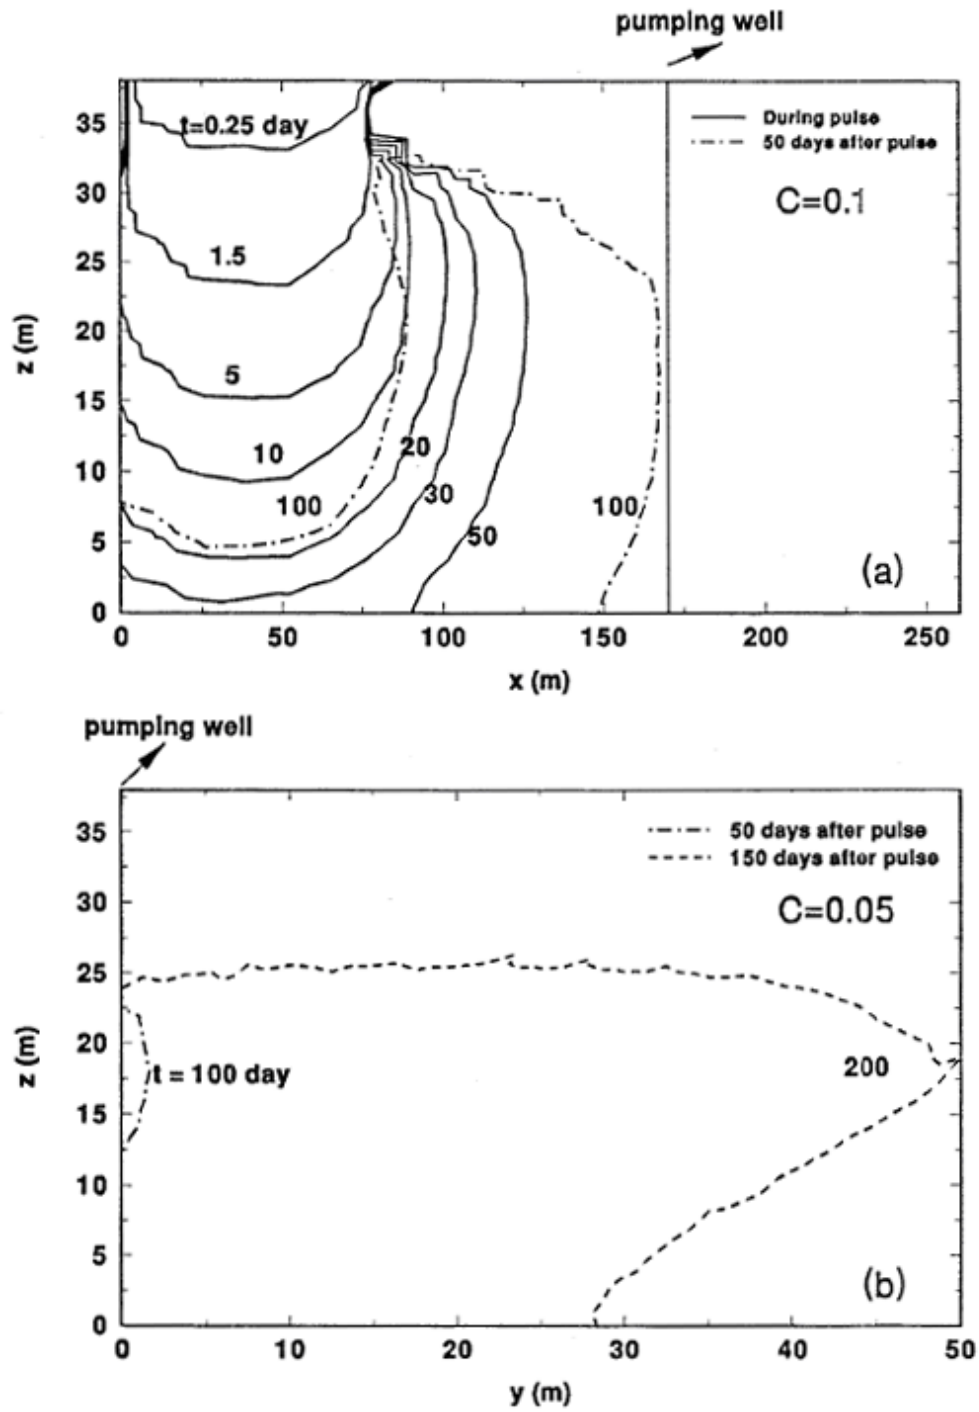 pumping well
35
30
25
20
15
10
5
0
z (m)
t=0.25 day
1.5
5
10
100
20
30
50
100
During pulse
50 days after pulse
C=0.1
(a)
0 50 100 150 200 250
x (m)
pumping well
35
30
25
20
15
10
5
0
z (m)
50 days after pulse
150 days after pulse
C=0.05
t = 100 day
200
(b)
0 10 20 30 40 50
y (m)